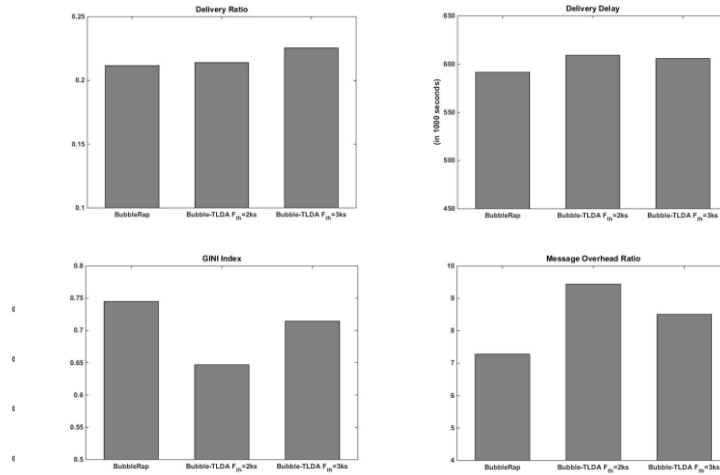 Delivery Ratio
0.25
0.2
0.15
0.1
BubbleRap Bubble-TLDA F_th=2ks Bubble-TLDA F_th=3ks
Delivery Delay
(in 1000 seconds)
650
600
550
500
450
BubbleRap Bubble-TLDA F_th=2ks Bubble-TLDA F_th=3ks
GINI Index
0.8
0.75
0.7
0.65
0.6
0.55
0.5
BubbleRap Bubble-TLDA F_th=2ks Bubble-TLDA F_th=3ks
Message Overhead Ratio
10
9
8
7
6
5
4
BubbleRap Bubble-TLDA F_th=2ks Bubble-TLDA F_th=3ks